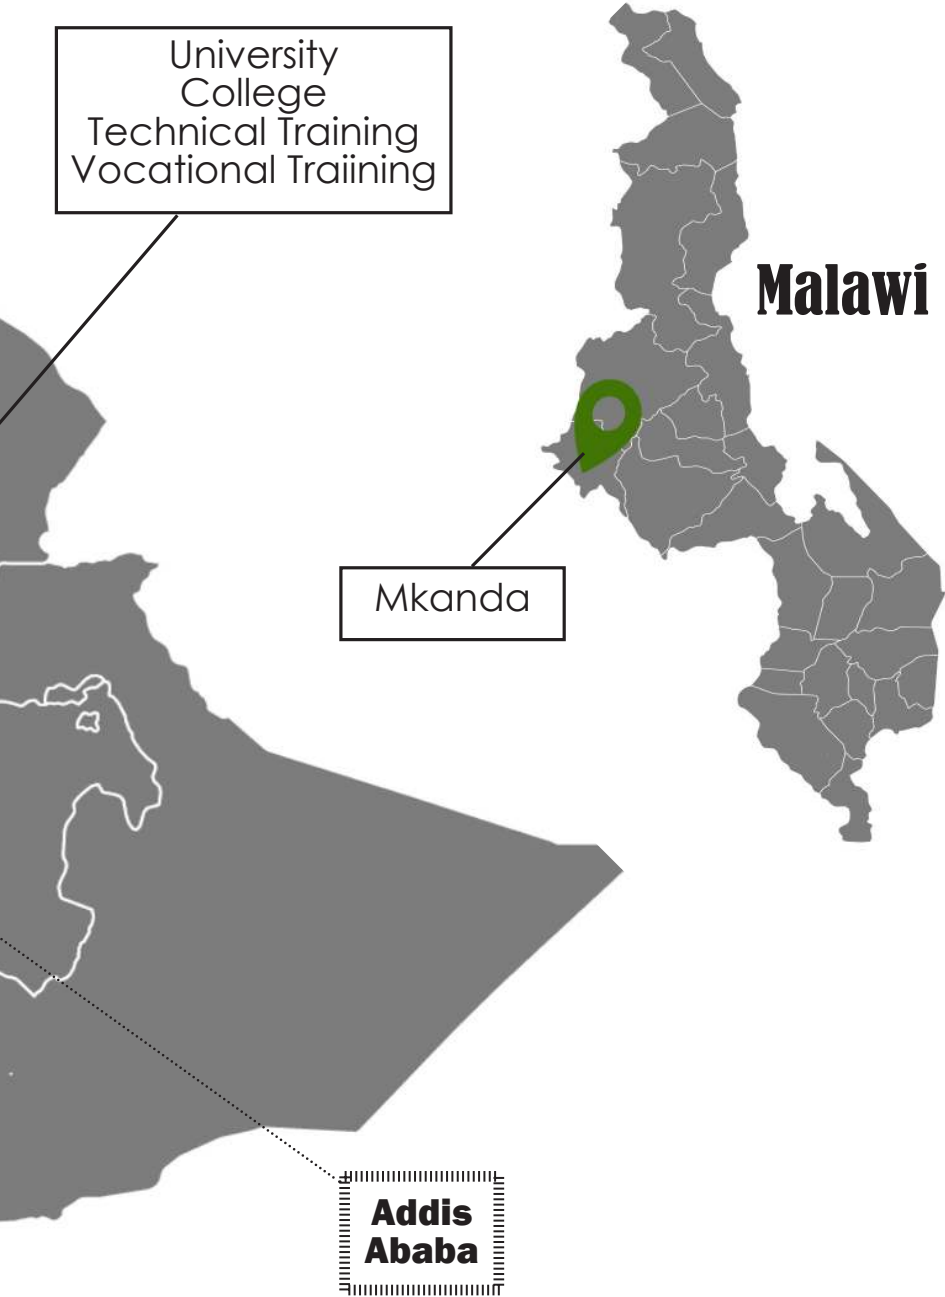 University
College
Technical Training
Vocational Traiining
Malawi
Mkanda
Addis
Ababa